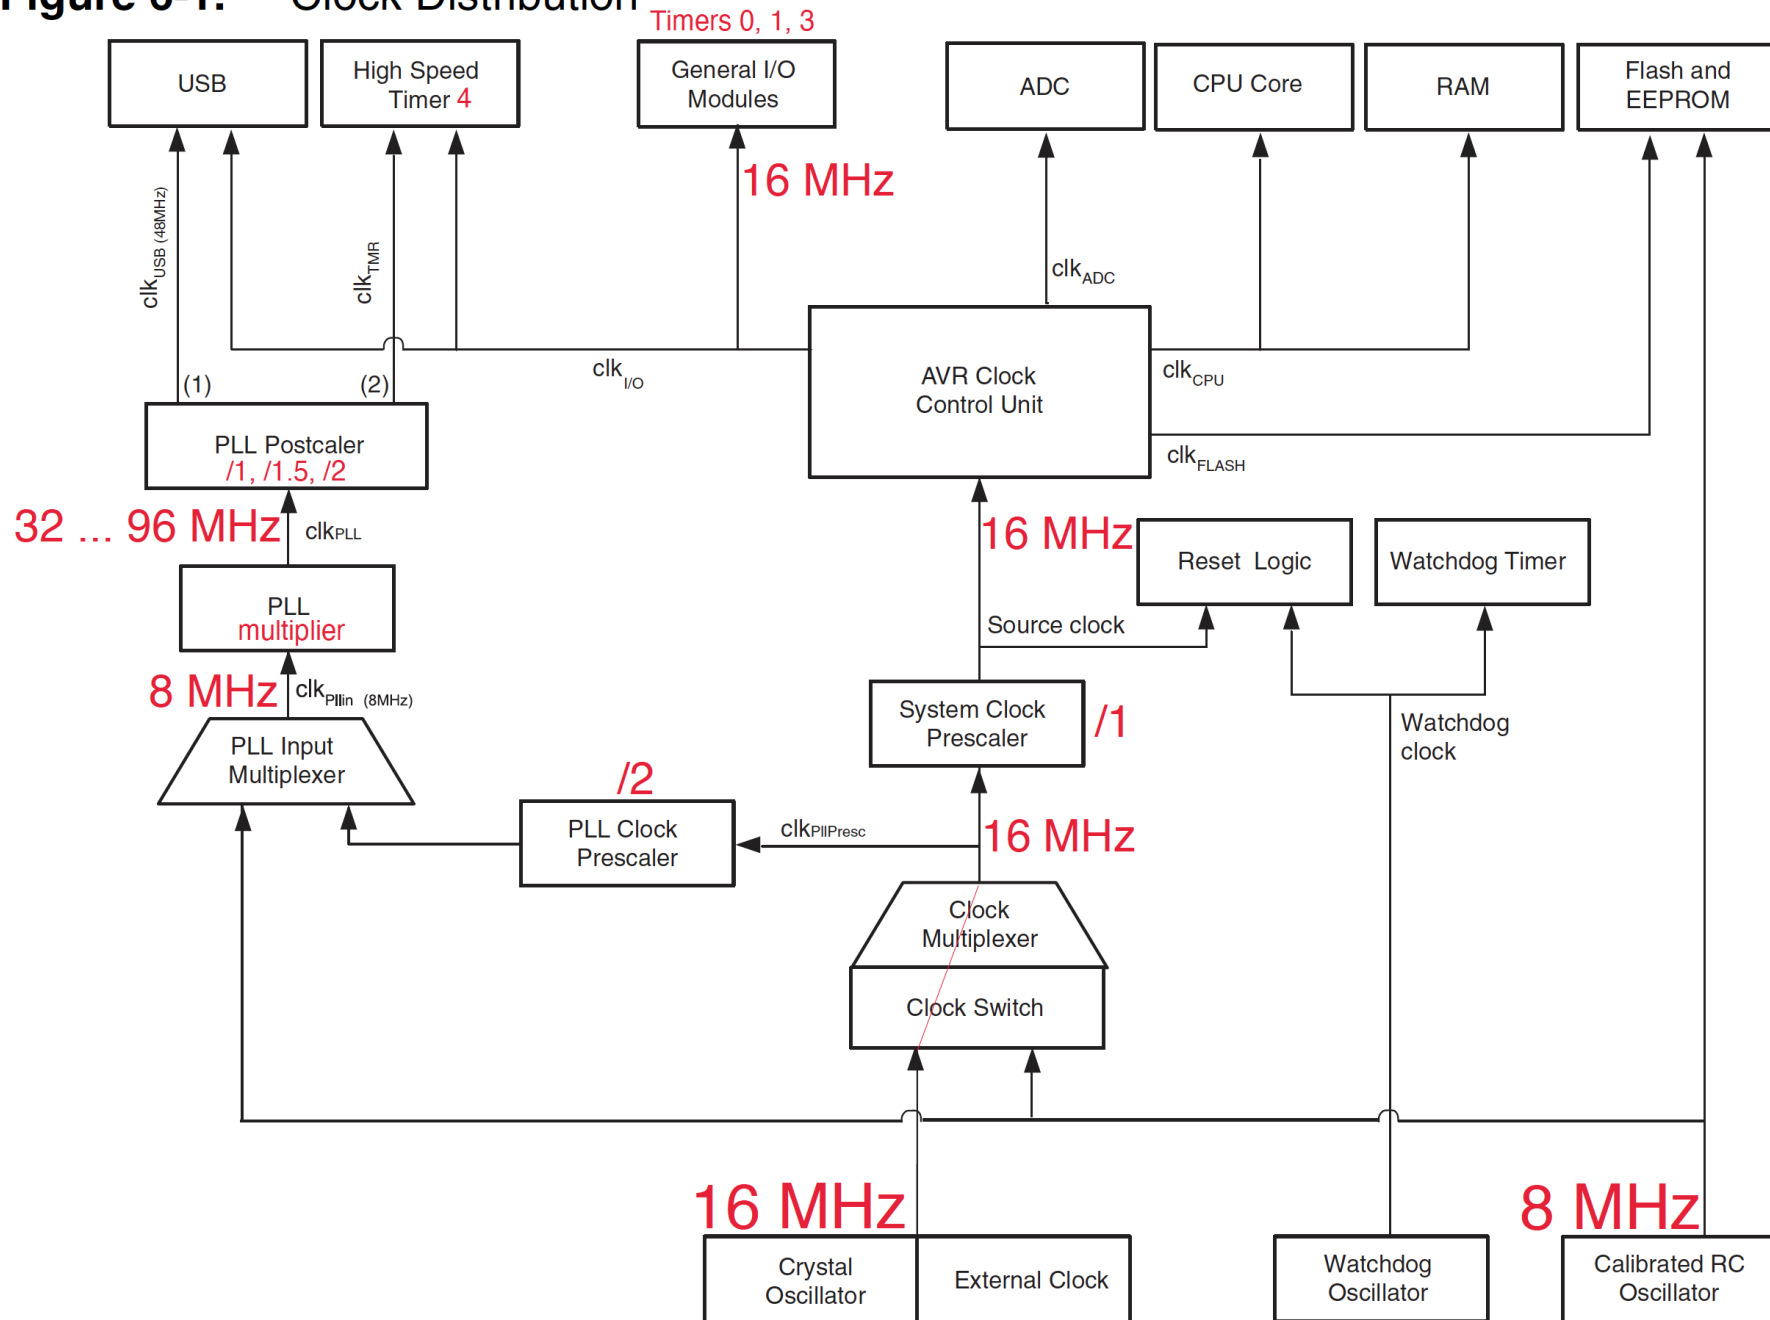 Figure 6-1. Clock Distribution
Timers 0, 1, 3
USB
High Speed
Timer 4
General I/O
Modules
ADC
CPU Core
RAM
Flash and
EEPROM
16 MHz
clkUSB (48MHz)
clkTMR
clkADC
(1)
(2)
clkI/O
AVR Clock
Control Unit
clkCPU
clkFLASH
PLL Postcaler
/1, /1.5, /2
32 ... 96 MHz
clkPLL
16 MHz
Reset Logic
Watchdog Timer
PLL
multiplier
Source clock
8 MHz
clkPllin (8MHz)
System Clock
Prescaler
/1
Watchdog
clock
PLL Input
Multiplexer
/2
PLL Clock
Prescaler
clkPllPresc
16 MHz
Clock
Multiplexer
Clock Switch
16 MHz
8 MHz
Crystal
Oscillator
External Clock
Watchdog
Oscillator
Calibrated RC
Oscillator